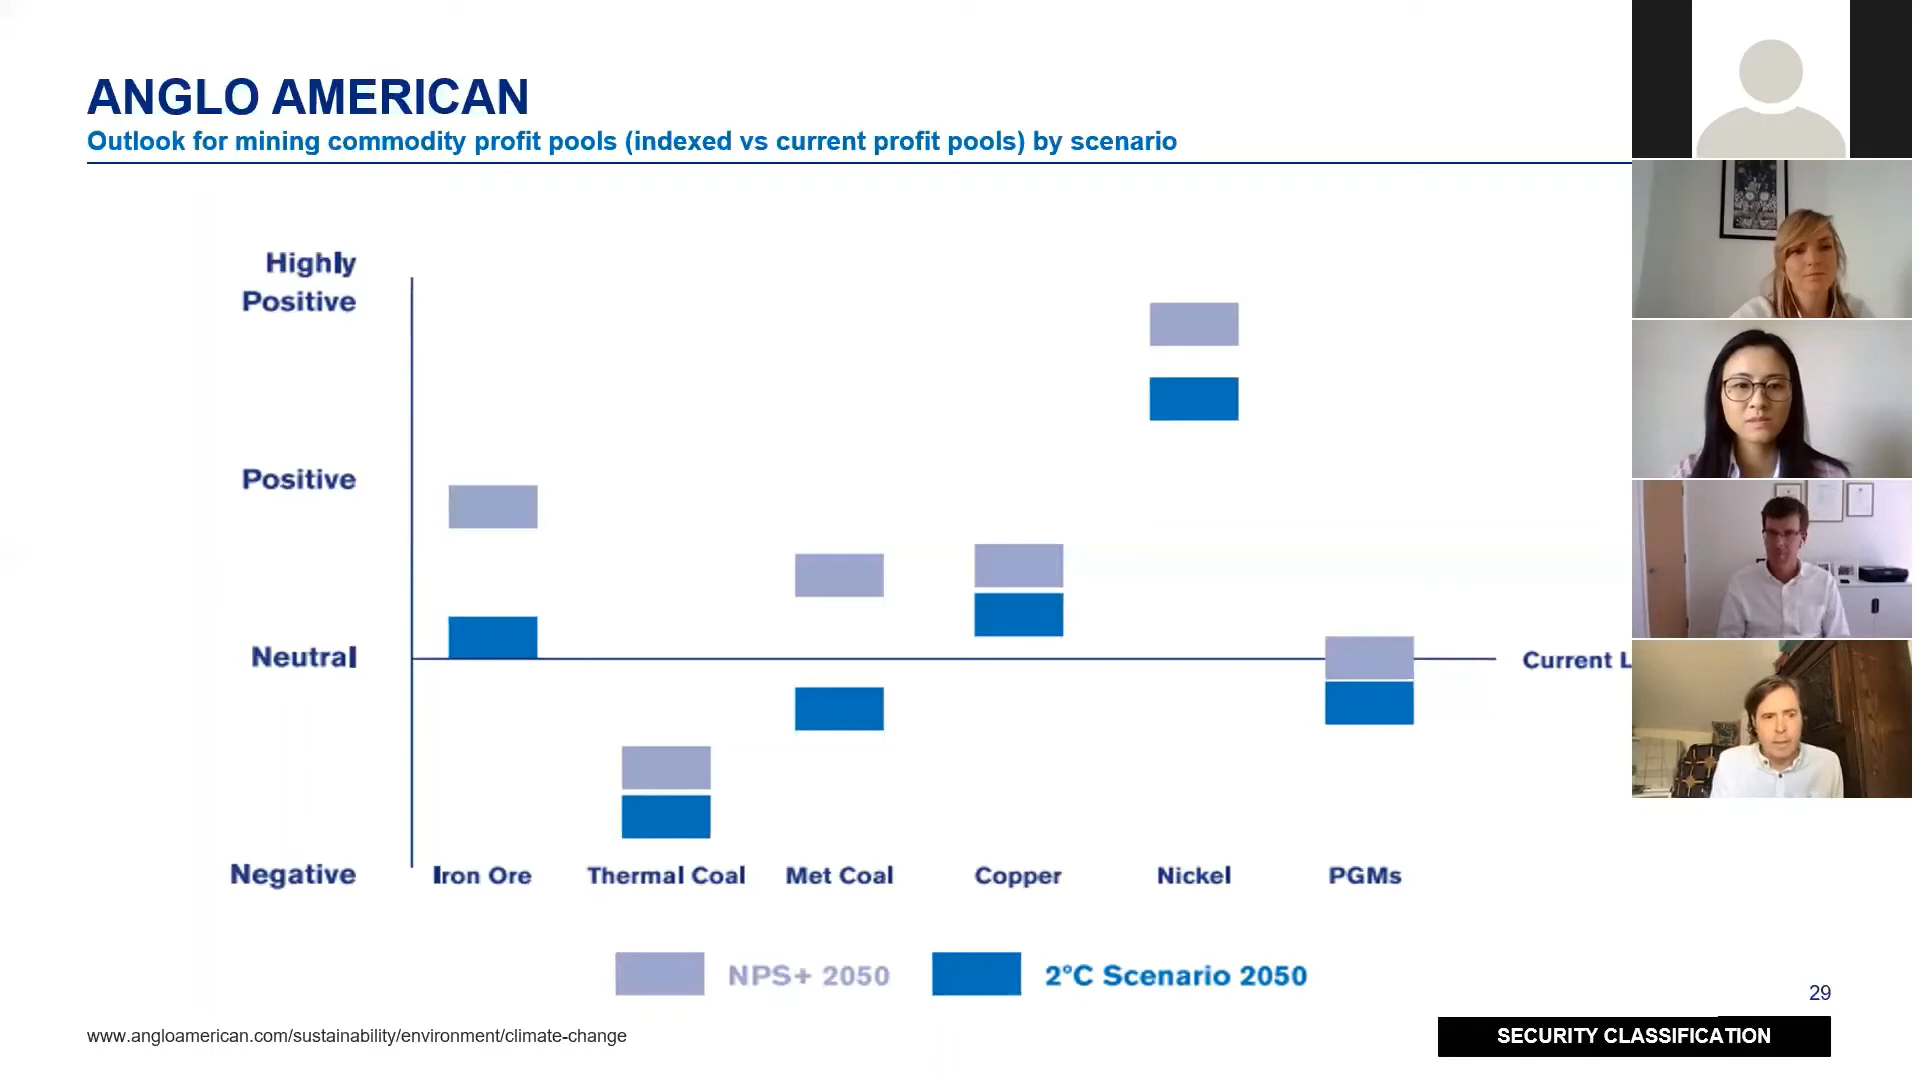 ANGLO AMERICAN
Outlook for mining commodity profit pools (indexed vs current profit pools) by scenario
Highly
Positive
Positive
Neutral
Current L
Negative
Iron Ore
Thermal Coal
Met Coal
Copper
Nickel
PGMs
NPS+ 2050
2°C Scenario 2050
29
www.angloamerican.com/sustainability/environment/climate-change
SECURITY CLASSIFICATION